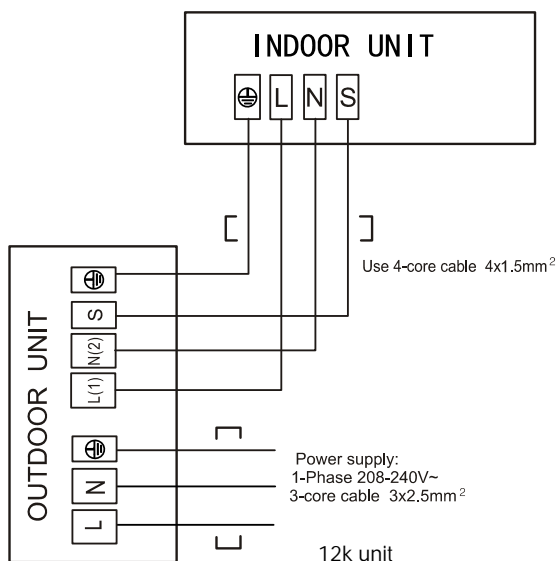 INDOOR UNIT
L N S
Use 4-core cable 4x1.5mm²
OUTDOOR UNIT
S
N(2)
L(1)
N
L
Power supply:
1-Phase 208-240V~
3-core cable 3x2.5mm²
12k unit